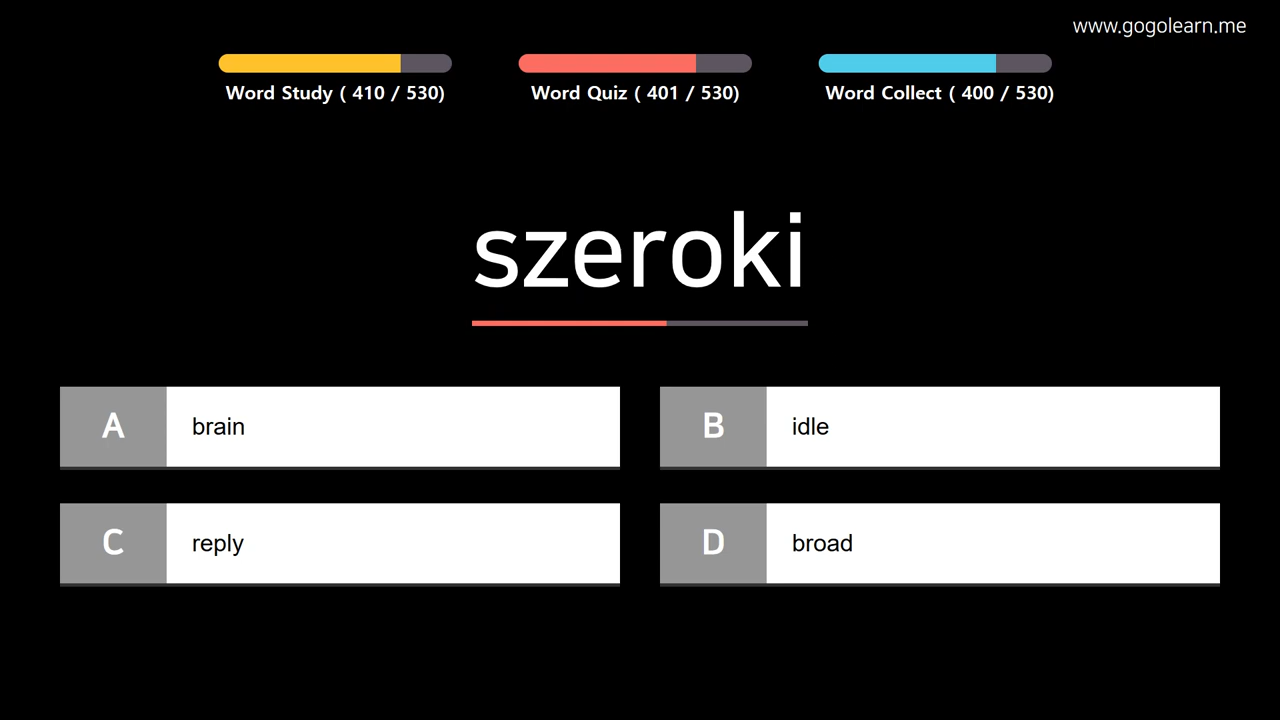 www.gogolearn.me
Word Study ( 410 / 530)
Word Quiz ( 401 / 530)
Word Collect ( 400 / 530)
szeroki
A brain
B idle
C reply
D broad